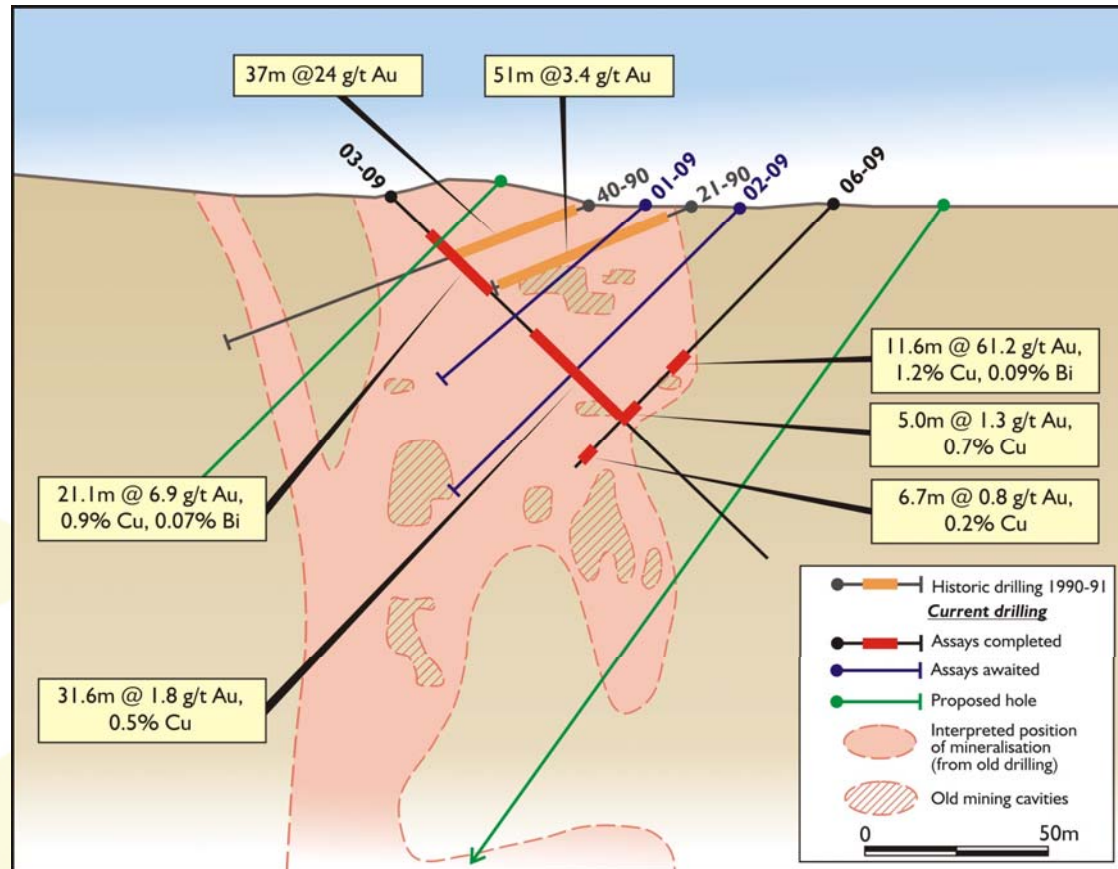 37m @24 g/t Au
51m @3.4 g/t Au
03-09
40-90
01-09
21-90
02-09
06-09
11.6m @ 61.2 g/t Au,
1.2% Cu, 0.09% Bi
5.0m @ 1.3 g/t Au,
0.7% Cu
6.7m @ 0.8 g/t Au,
0.2% Cu
21.1m @ 6.9 g/t Au,
0.9% Cu, 0.07% Bi
31.6m @ 1.8 g/t Au,
0.5% Cu
Historic drilling 1990-91
Current drilling
Assays completed
Assays awaited
Proposed hole
Interpreted position
of mineralisation
(from old drilling)
Old mining cavities
0 50m